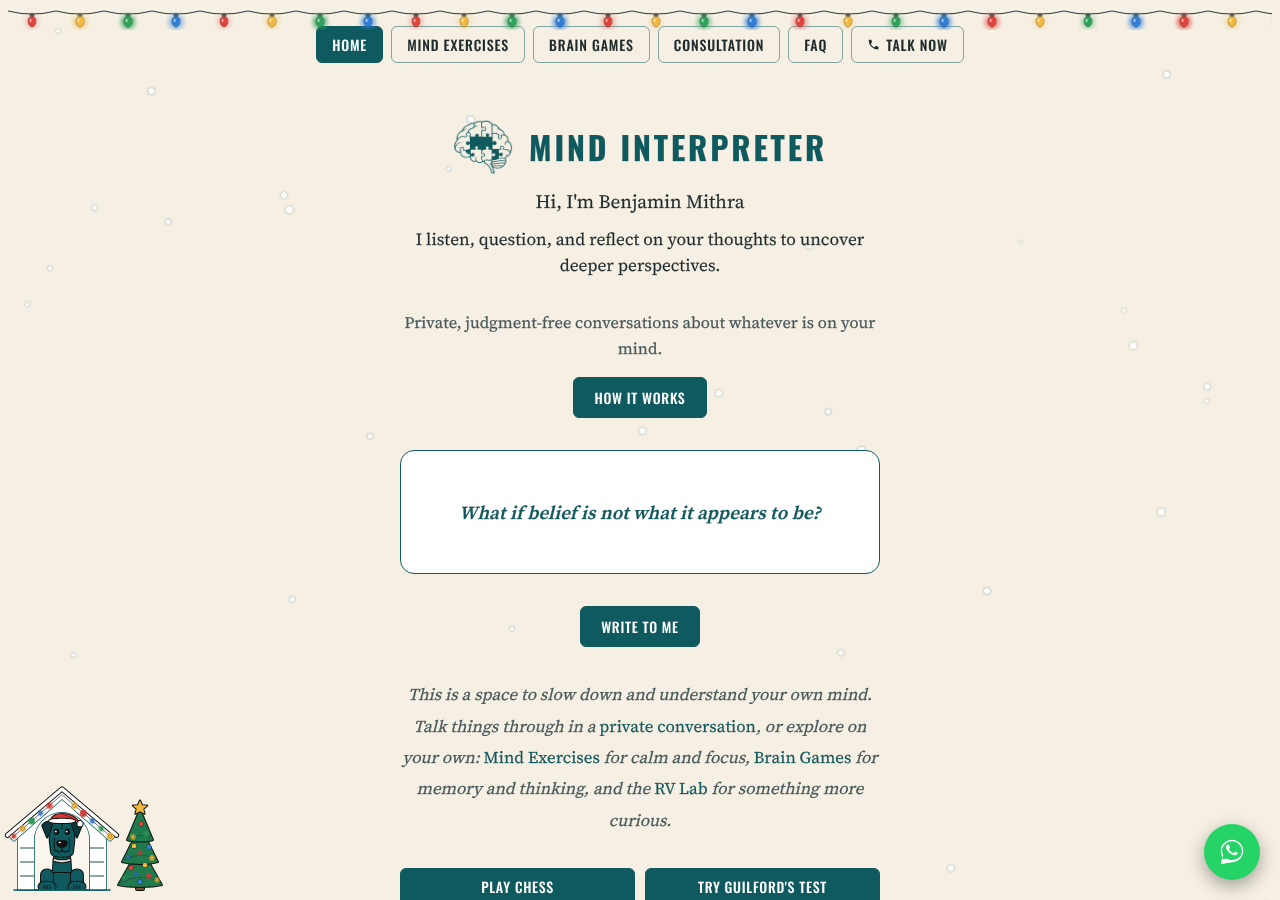 HOME
MIND EXERCISES
BRAIN GAMES
CONSULTATION
FAQ
TALK NOW
MIND INTERPRETER
Hi, I'm Benjamin Mithra
I listen, question, and reflect on your thoughts to uncover
deeper perspectives.
Private, judgment-free conversations about whatever is on your
mind.
HOW IT WORKS
What if belief is not what it appears to be?
WRITE TO ME
This is a space to slow down and understand your own mind.
Talk things through in a private conversation, or explore on
your own: Mind Exercises for calm and focus, Brain Games for
memory and thinking, and the RV Lab for something more
curious.
PLAY CHESS
TRY GUILFORD'S TEST